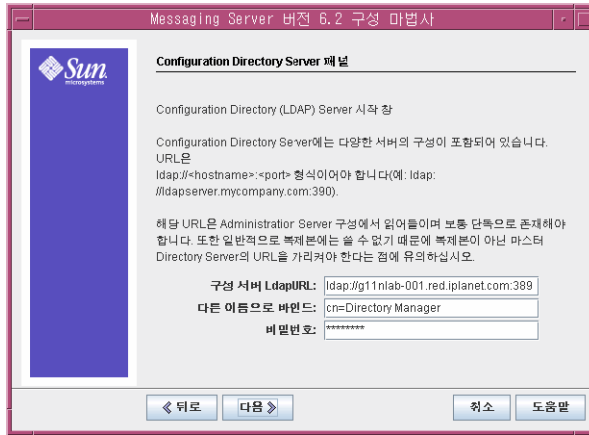 Messaging Server 버전 6.2 구성 마법사
Sun
microsystems
Configuration Directory Server 패널
Configuration Directory (LDAP) Server 시작 창
Configuration Directory Server에는 다양한 서버의 구성이 포함되어 있습니다.
URL은
ldap://<hostname>:<port> 형식이어야 합니다(예: ldap:
//ldapserver.mycompany.com:390).
해당 URL은 Administration Server 구성에서 읽어들이며 보통 단독으로 존재해야
합니다. 또한 일반적으로 복제본에는 쓸 수 없기 때문에 복제본이 아닌 마스터
Directory Server의 URL을 가리켜야 한다는 점에 유의하십시오.
구성 서버 LdapURL: ldap://g11nlab-001.red.iplanet.com:389
다른 이름으로 바인드: cn=Directory Manager
비밀번호: ********
뒤로 다음 취소 도움말